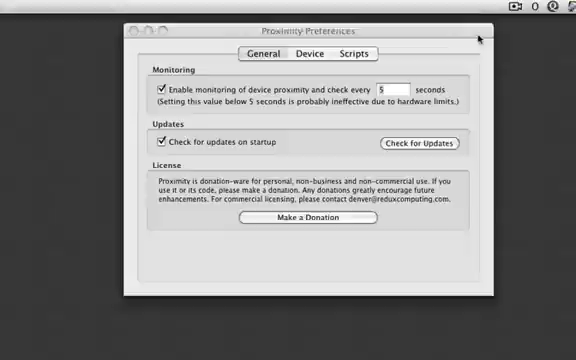 Proximity Preferences
General Device Scripts
Monitoring
Enable monitoring of device proximity and check every 5 seconds
(Setting this value below 5 seconds is probably ineffective due to hardware limits.)
Updates
Check for updates on startup Check for Updates
License
Proximity is donation-ware for personal, non-business and non-commercial use. If you
use it or its code, please make a donation. Any donations greatly encourage future
enhancements. For commercial licensing, please contact denver@reduxcomputing.com.
Make a Donation